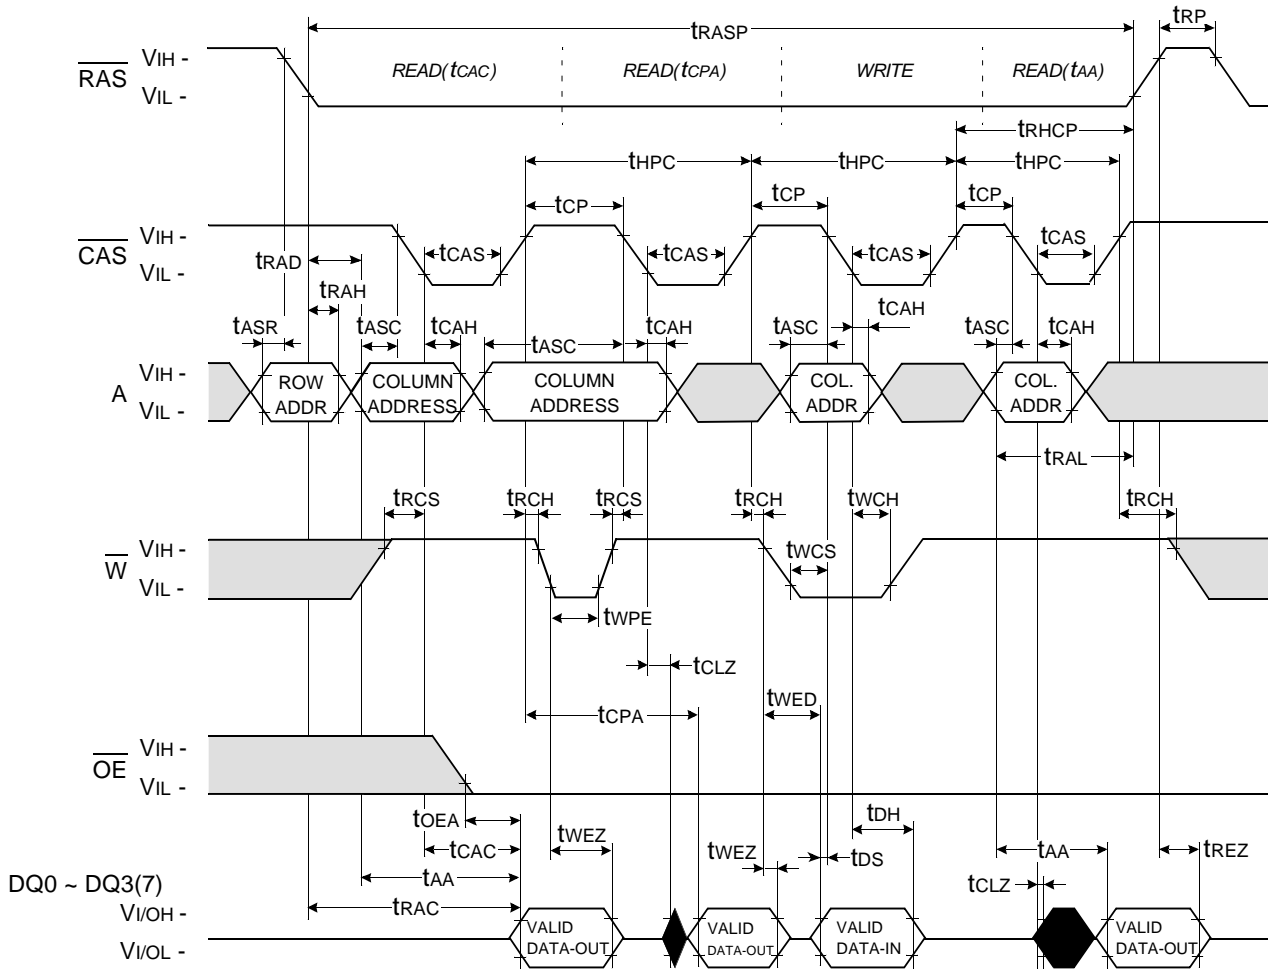 tRASP
tRP
RAS
VIH -
VIL -
READ(tCAC)
READ(tCPA)
WRITE
READ(tAA)
tRHCP
tHPC
tHPC
tHPC
tCP
tCP
tCP
CAS
VIH -
VIL -
tCAS
tCAS
tCAS
tCAS
tRAD
tRAH
tASR
tASC
tCAH
tASC
tCAH
tASC
tCAH
tASC
tCAH
A
VIH -
VIL -
ROW
ADDR
COLUMN
ADDRESS
COLUMN
ADDRESS
COL.
ADDR
COL.
ADDR
tRAL
tRCS
tRCH
tRCS
tRCH
tWCH
tRCH
W
VIH -
VIL -
tWCS
tWPE
tCLZ
tWED
tCPA
OE
VIH -
VIL -
tOEA
tCAC
tAA
tRAC
tWEZ
tWEZ
tDH
tDS
tAA
tREZ
tCLZ
DQ0 ~ DQ3(7)
VI/OH -
VI/OL -
VALID
DATA-OUT
VALID
DATA-OUT
VALID
DATA-IN
VALID
DATA-OUT